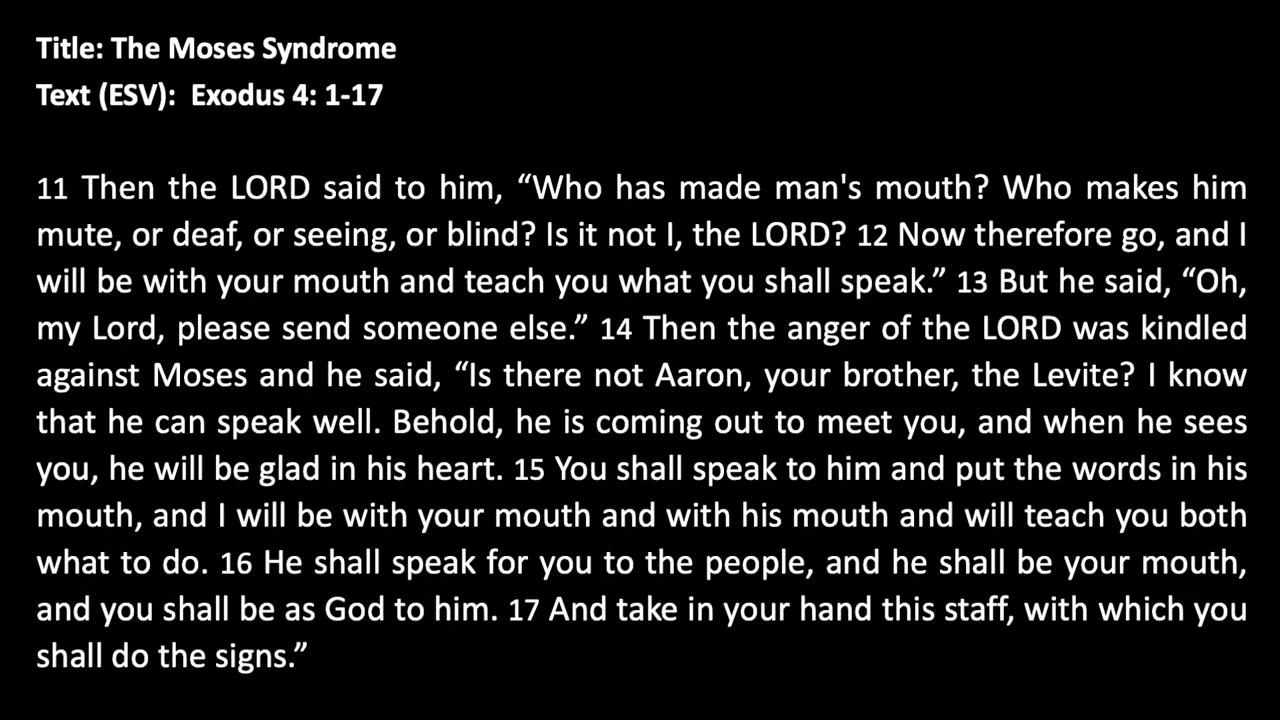 Title: The Moses Syndrome
Text (ESV):  Exodus 4: 1-17
11 Then the LORD said to him, “Who has made man's mouth? Who makes him
mute, or deaf, or seeing, or blind? Is it not I, the LORD? 12 Now therefore go, and I
will be with your mouth and teach you what you shall speak.” 13 But he said, “Oh,
my Lord, please send someone else.” 14 Then the anger of the LORD was kindled
against Moses and he said, “Is there not Aaron, your brother, the Levite? I know
that he can speak well. Behold, he is coming out to meet you, and when he sees
you, he will be glad in his heart. 15 You shall speak to him and put the words in his
mouth, and I will be with your mouth and with his mouth and will teach you both
what to do. 16 He shall speak for you to the people, and he shall be your mouth,
and you shall be as God to him. 17 And take in your hand this staff, with which you
shall do the signs.”